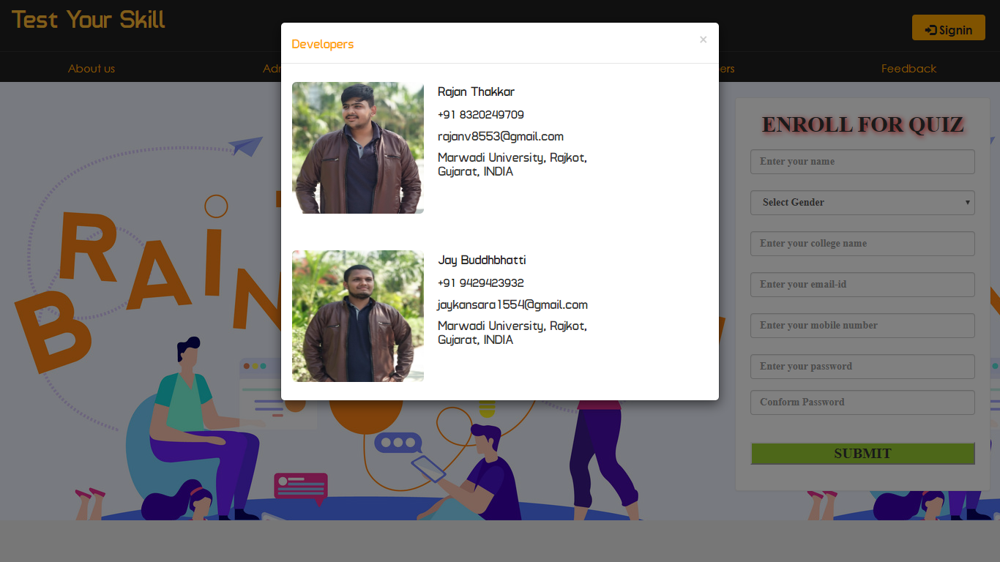 Test Your Skill
Signin
Developers
×
About us
Feedback
Rajan Thakkar
+91 8320249709
rajanv8553@gmail.com
Marwadi University, Rajkot,
Gujarat, INDIA
Jay Buddhbhatti
+91 9429423932
jaykansara1554@gmail.com
Marwadi University, Rajkot,
Gujarat, INDIA
ENROLL FOR QUIZ
Enter your name
Select Gender
Enter your college name
Enter your email-id
Enter your mobile number
Enter your password
Conform Password
SUBMIT